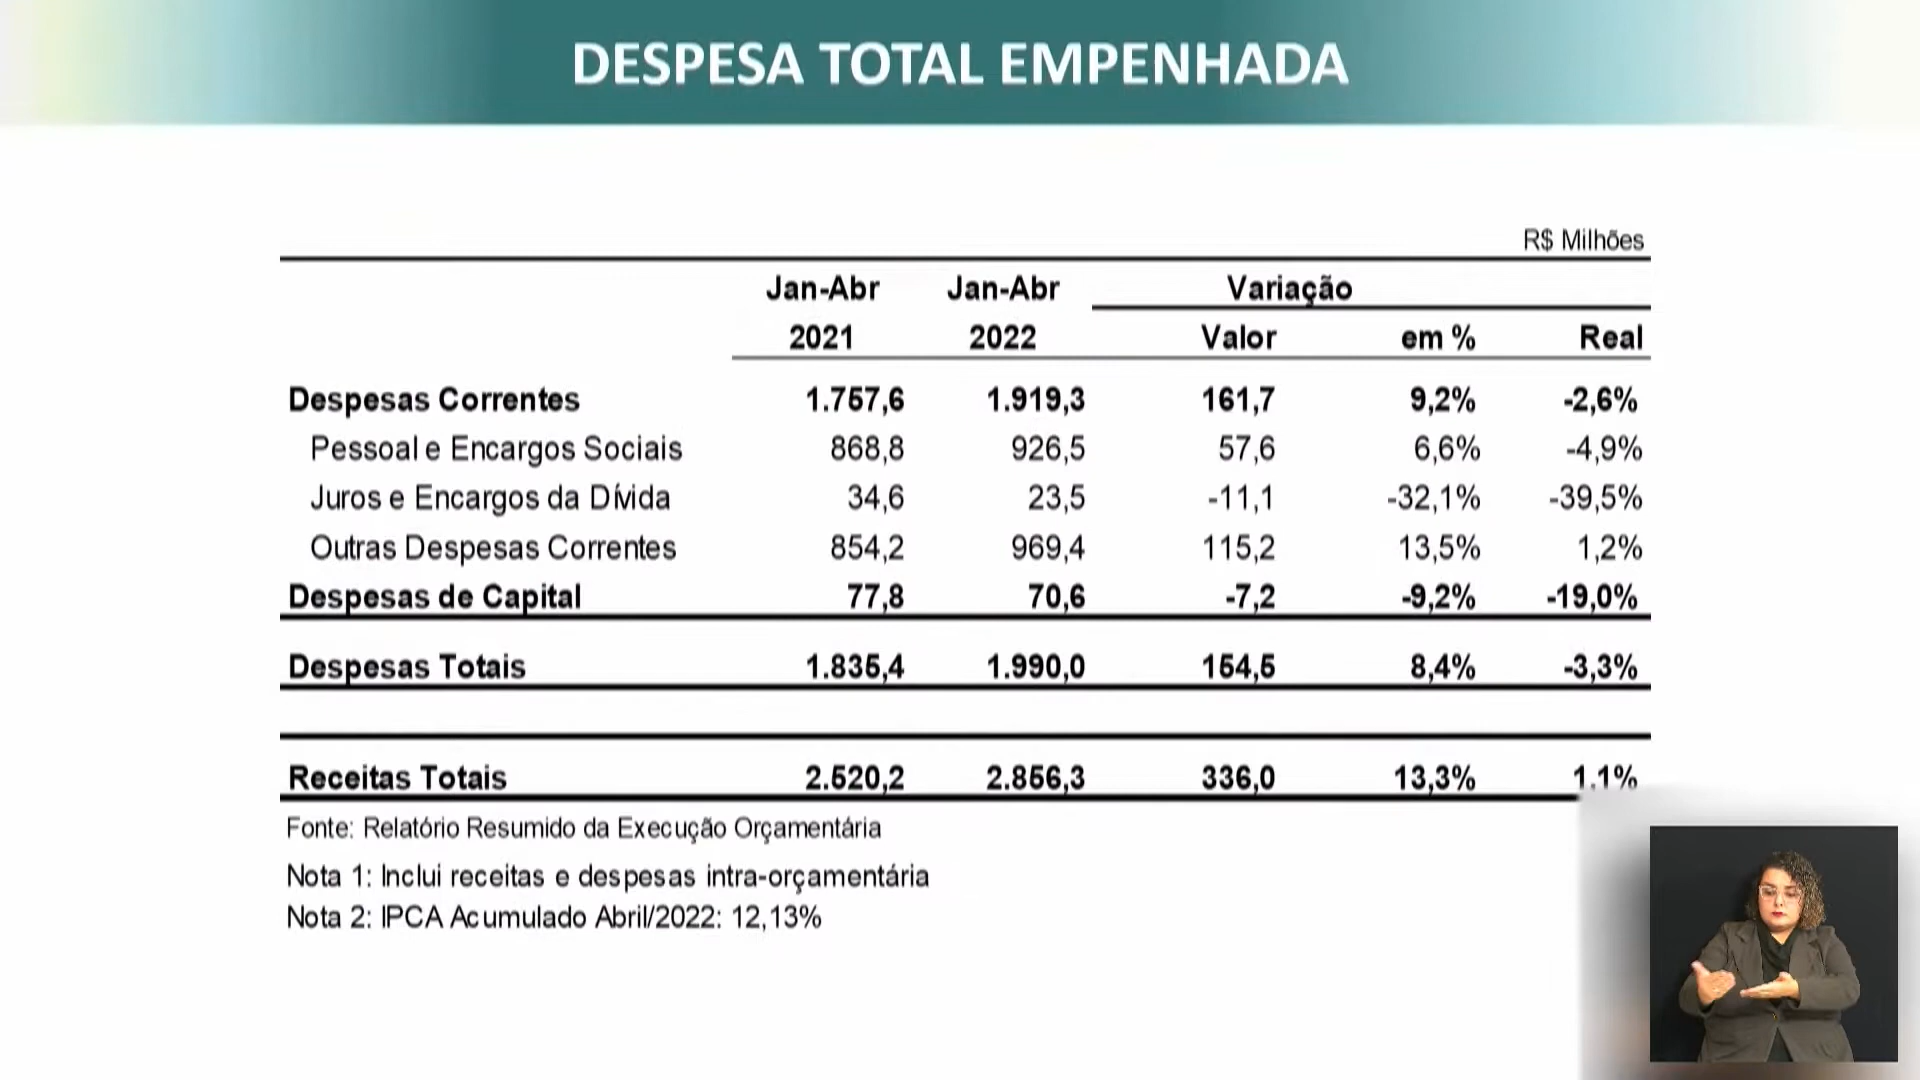 DESPESA TOTAL EMPENHADA
R$ Milhões
Jan-Abr Jan-Abr Variação
2021 2022 Valor em % Real
Despesas Correntes 1.757,6 1.919,3 161,7 9,2% -2,6%
Pessoal e Encargos Sociais 868,8 926,5 57,6 6,6% -4,9%
Juros e Encargos da Dívida 34,6 23,5 -11,1 -32,1% -39,5%
Outras Despesas Correntes 854,2 969,4 115,2 13,5% 1,2%
Despesas de Capital 77,8 70,6 -7,2 -9,2% -19,0%
Despesas Totais 1.835,4 1.990,0 154,5 8,4% -3,3%
Receitas Totais 2.520,2 2.856,3 336,0 13,3% 1,1%
Fonte: Relatório Resumido da Execução Orçamentária
Nota 1: Inclui receitas e despesas intra-orçamentária
Nota 2: IPCA Acumulado Abril/2022: 12,13%